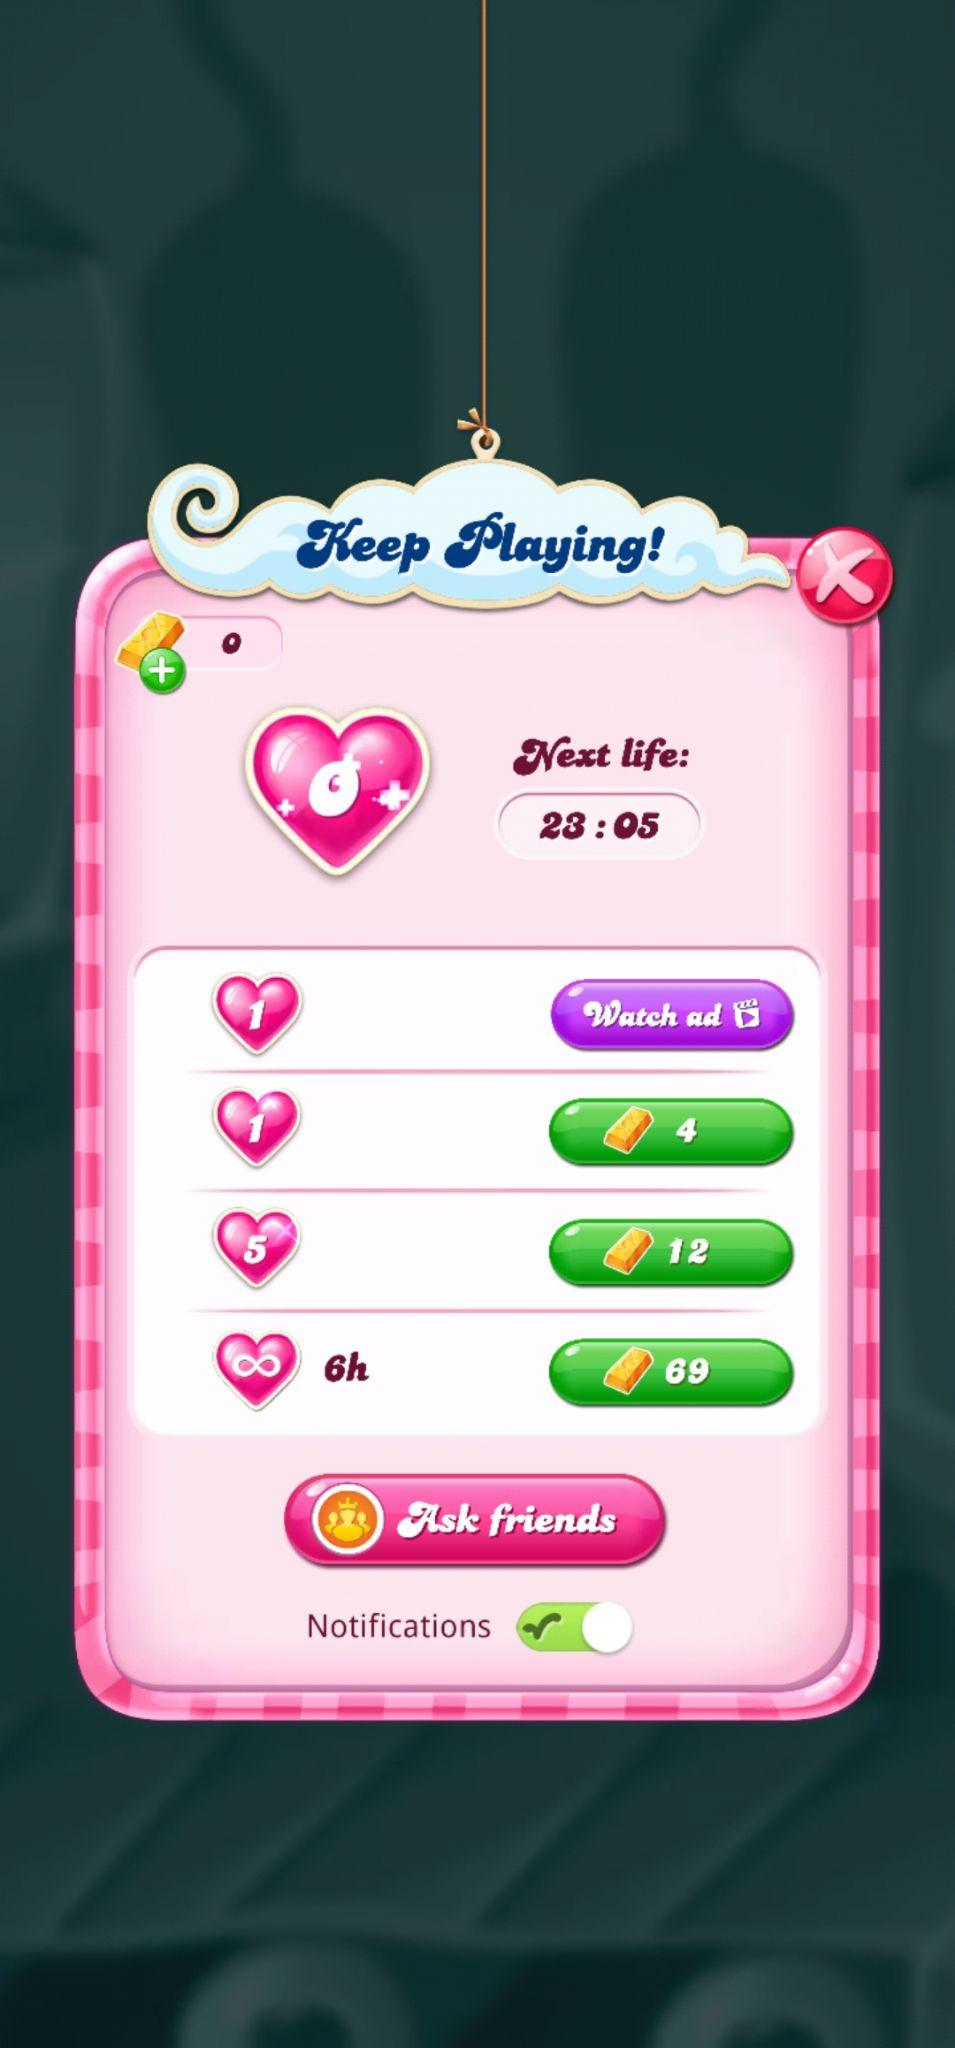 Keep Playing!
0
0
Next life:
23 : 05
1
Watch ad
1
4
5
12
∞ 6h
69
Ask friends
Notifications